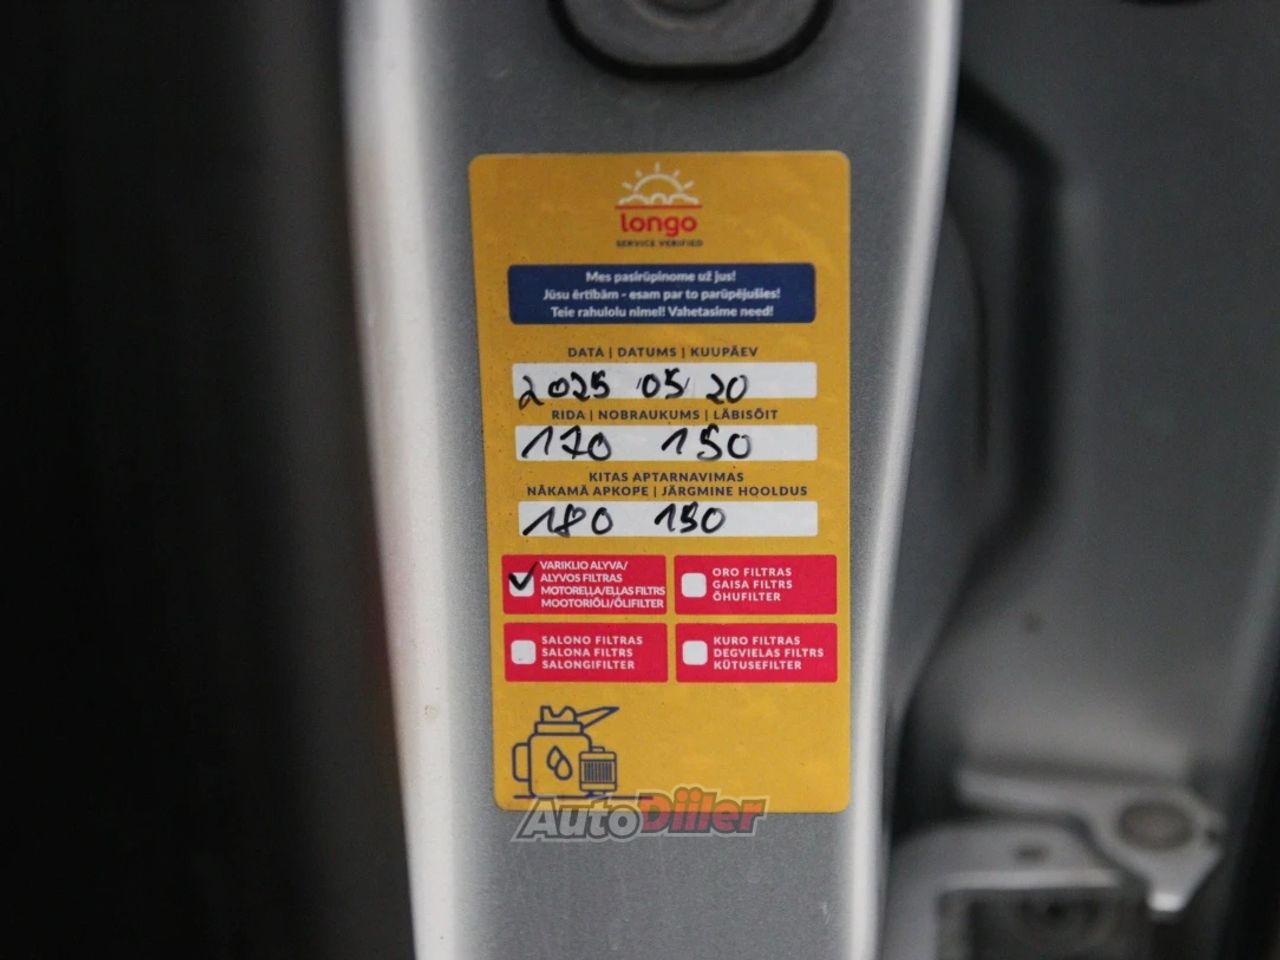 longo
SERVICE VERIFIED
Mes pasirūpinome už jus!
Jūsu ērtībām - esam par to parūpējušies!
Teie rahulolu nimel! Vahetasime need!
DATA | DATUMS | KUUPÄEV
2025 05 20
RIDA | NOBRAUKUMS | LÄBISÕIT
170 150
KITAS APTARNAVIMAS
NĀKAMĀ APKOPE | JÄRGMINE HOOLDUS
180 150
VARIKLIO ALYVA/
ALYVOS FILTRAS
MOTOREĻĻA/EĻĻAS FILTRS
MOOTORIÕLI/ÕLIFILTER
ORO FILTRAS
GAISA FILTRS
ÕHUFILTER
SALONO FILTRAS
SALONA FILTRS
SALONGIFILTER
KURO FILTRAS
DEGVIELAS FILTRS
KÜTUSEFILTER
AutoDiiler